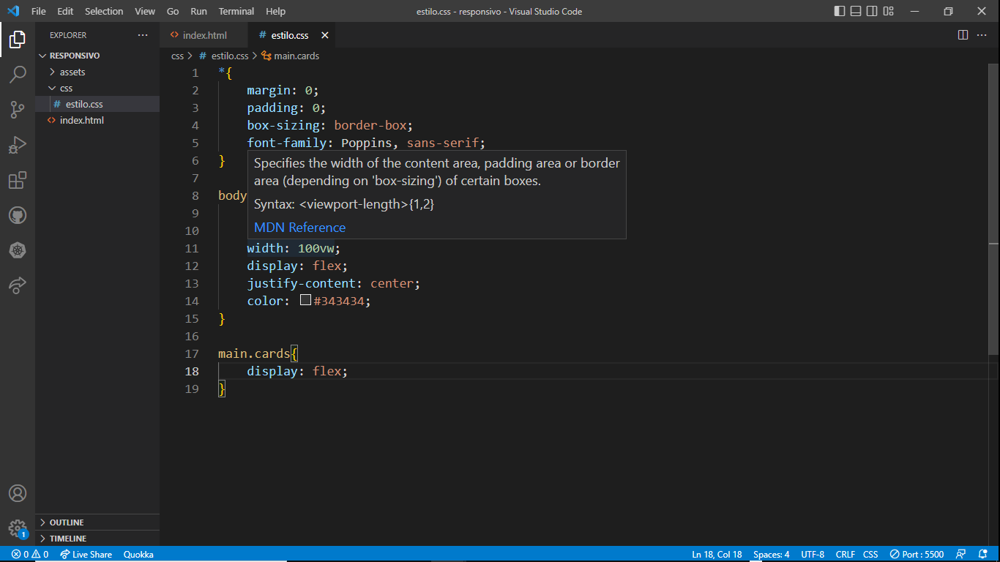 File Edit Selection View Go Run Terminal Help estilo.css - responsivo - Visual Studio Code
EXPLORER
RESPONSIVO
assets
css
# estilo.css
<> index.html
OUTLINE
TIMELINE
<> index.html # estilo.css
css > # estilo.css > main.cards
1 *{
2 margin: 0;
3 padding: 0;
4 box-sizing: border-box;
5 font-family: Poppins, sans-serif;
6 }
7
8 body
9
10
Specifies the width of the content area, padding area or border
area (depending on 'box-sizing') of certain boxes.
Syntax: <viewport-length>{1,2}
MDN Reference
11 width: 100vw;
12 display: flex;
13 justify-content: center;
14 color: #343434;
15 }
16
17 main.cards{
18 display: flex;
19 }
1
0 0 Live Share Quokka Ln 18, Col 18 Spaces: 4 UTF-8 CRLF CSS Port : 5500